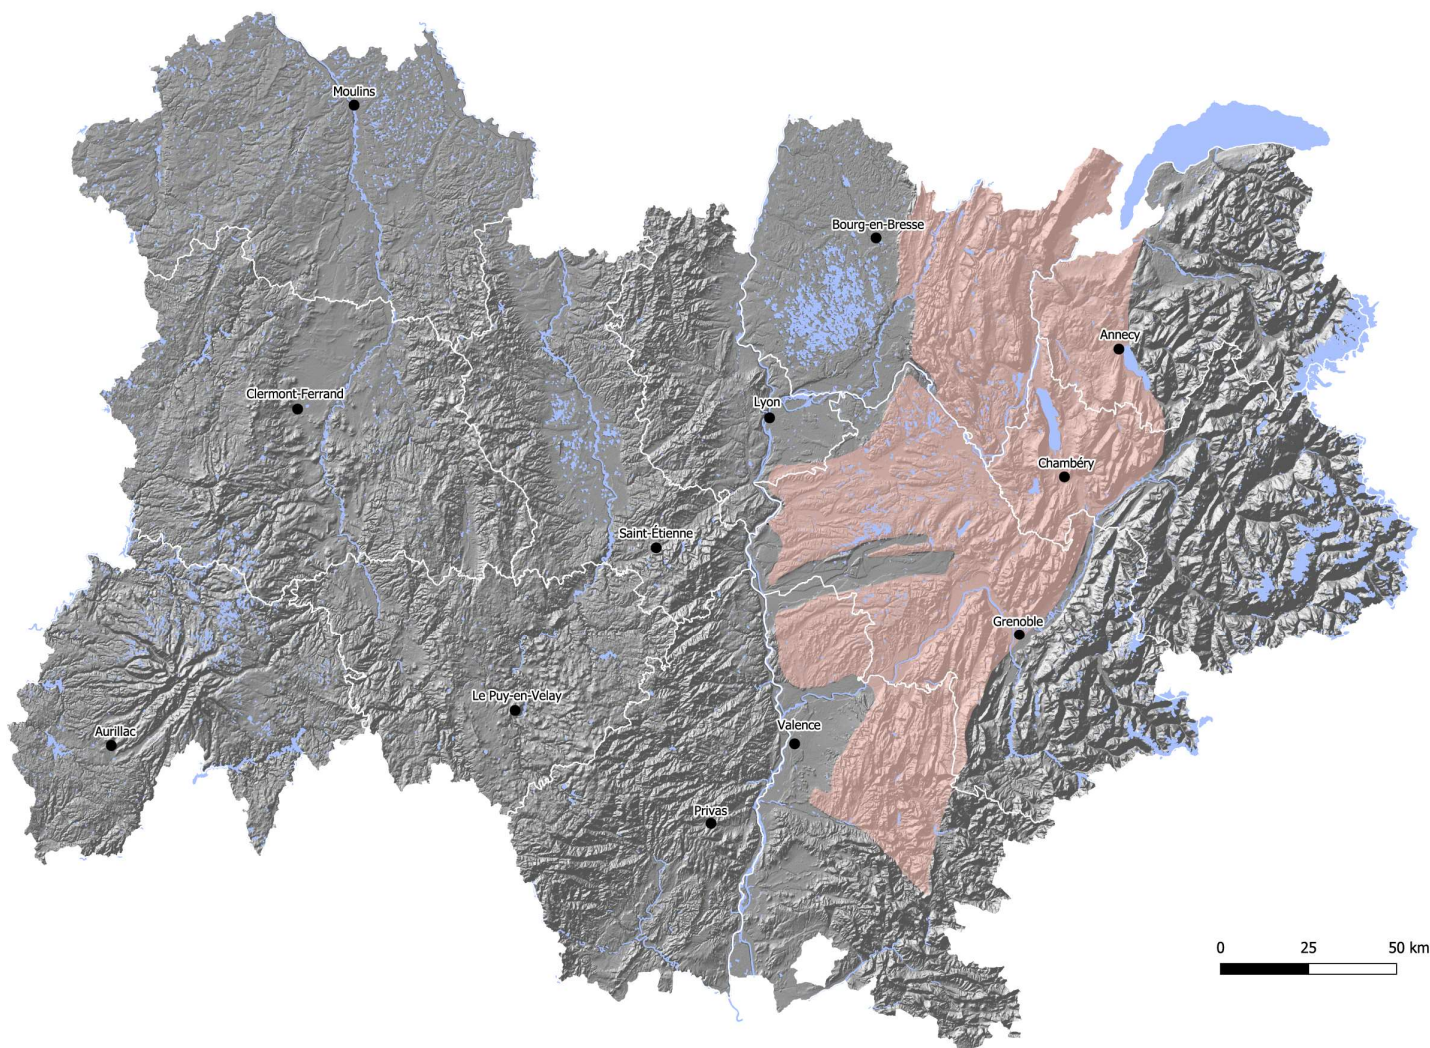 Moulins
Bourg-en-Bresse
Annecy
Clermont-Ferrand
Lyon
Chambéry
Saint-Étienne
Grenoble
Le Puy-en-Velay
Aurillac
Valence
Privas
0 25 50 km